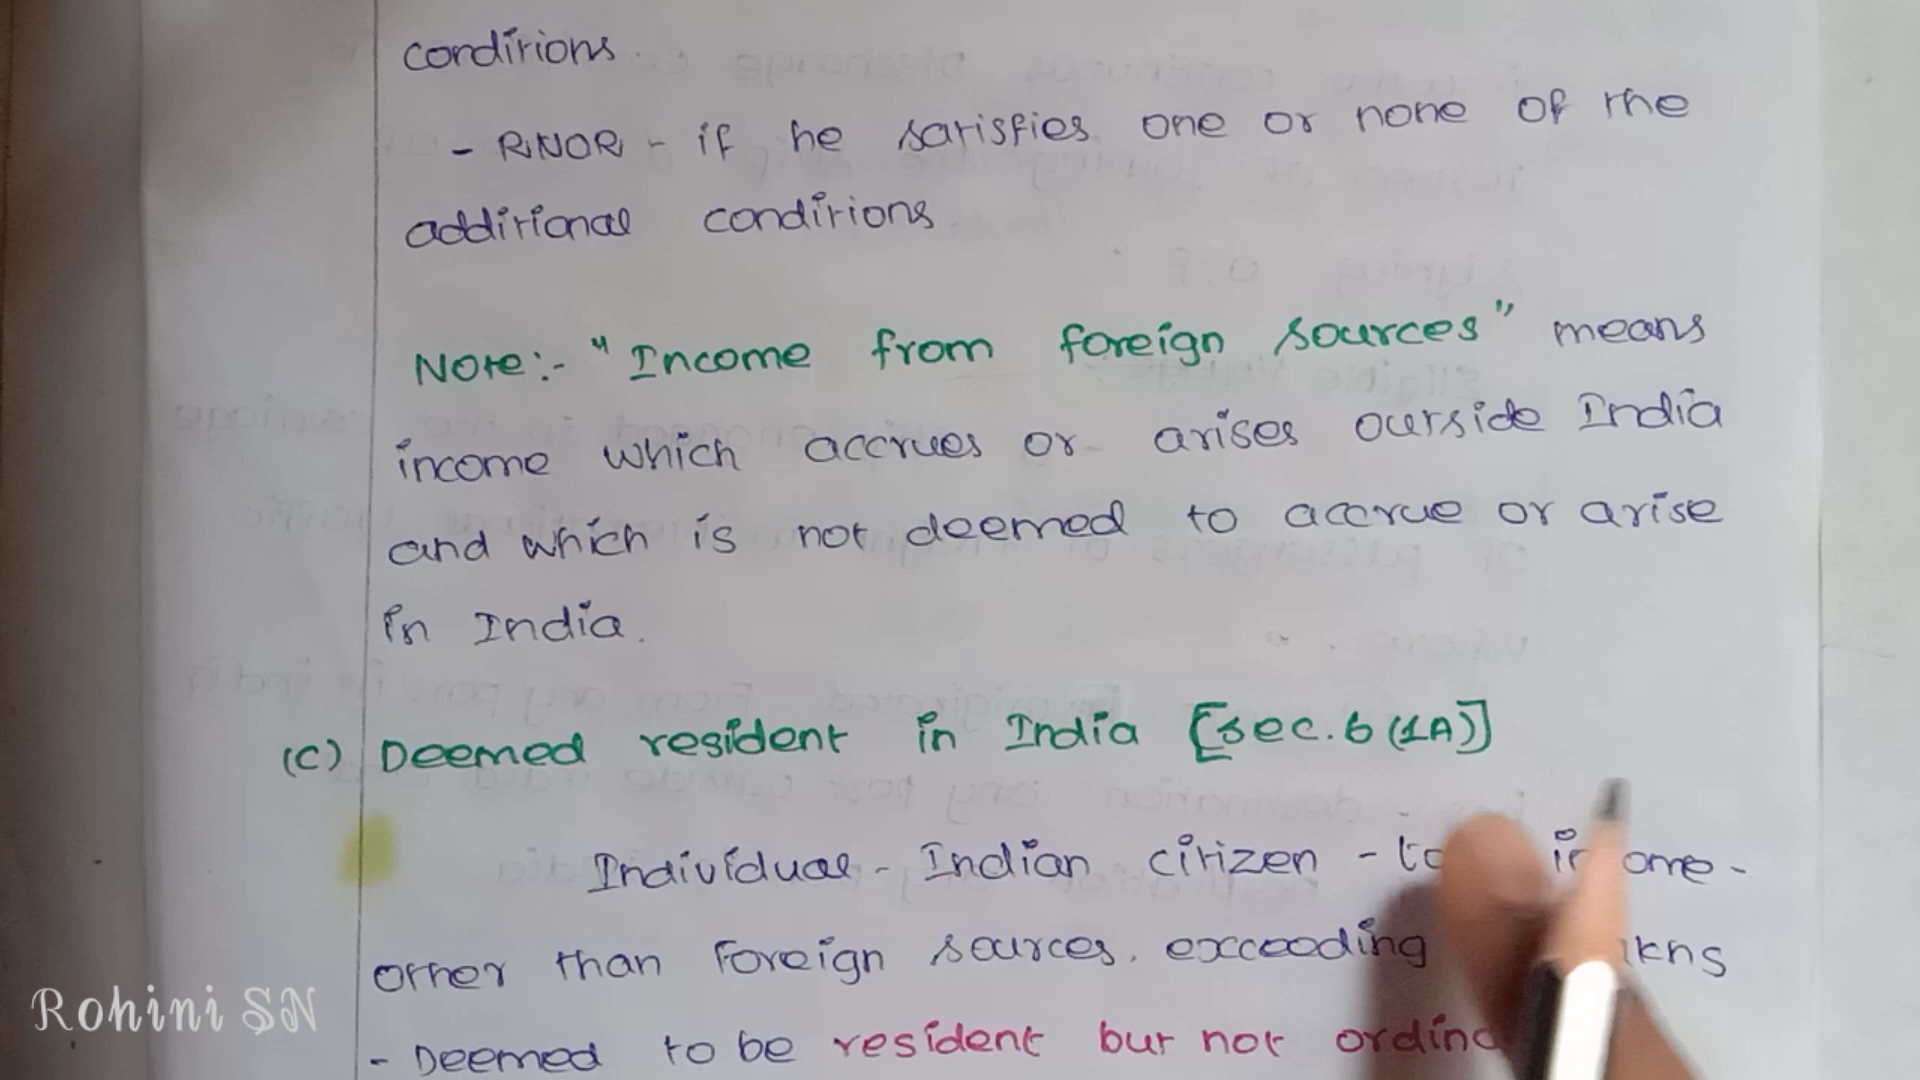 conditions
- RNOR - if he satisfies one or none of the
additional conditions
Note:- "Income from foreign sources" means
income which accrues or arises outside India
and which is not deemed to accrue or arise
in India.
(C) Deemed resident in India [sec. 6 (1A)]
Individual - Indian citizen - income -
other than Foreign sources. exceeding
- Deemed to be resident but not
Rohini SN